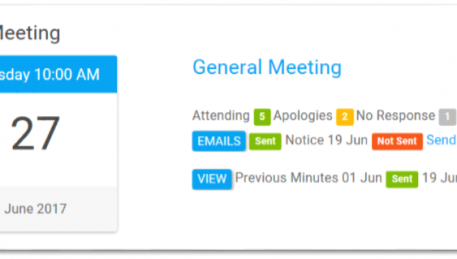 Meeting
sday 10:00 AM
27
June 2017
General Meeting
Attending 5 Apologies 2 No Response 1
EMAILS Sent Notice 19 Jun Not Sent Send
VIEW Previous Minutes 01 Jun Sent 19 Jun